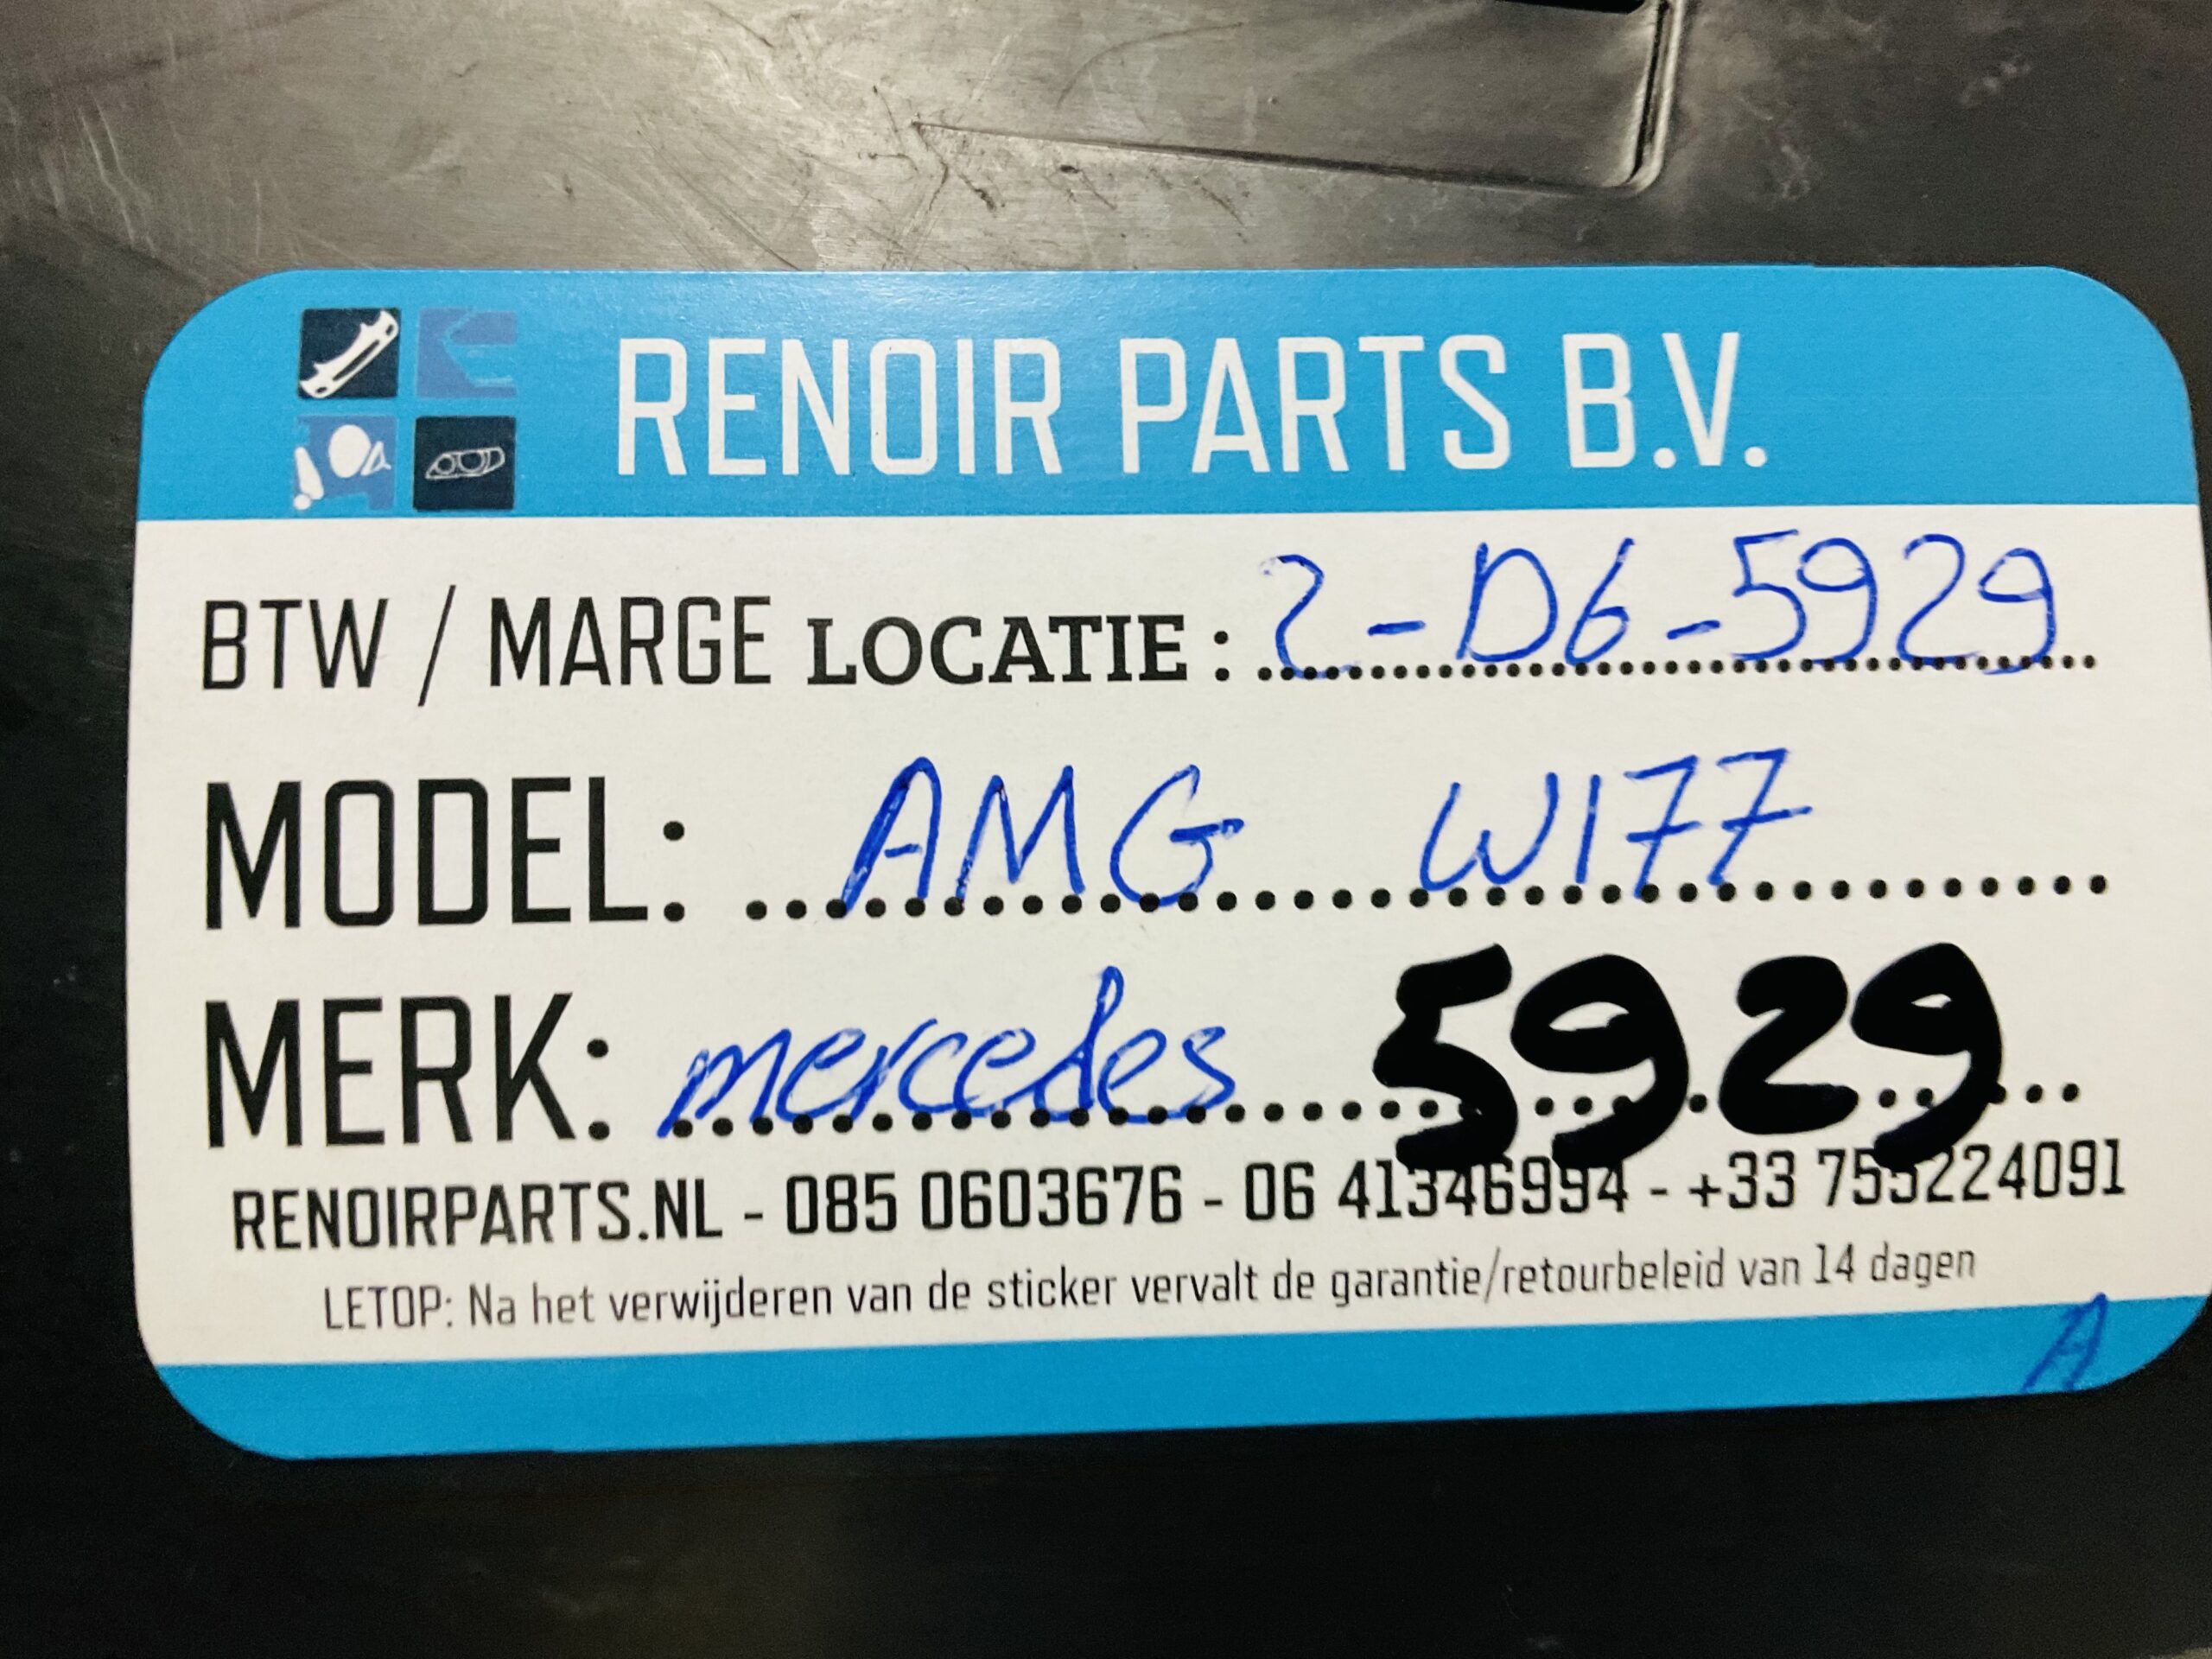 RENOIR PARTS B.V.
BTW / MARGE LOCATIE : 2-D6-5929
MODEL: AMG W177
MERK: mercedes 5929
RENOIRPARTS.NL - 085 0603676 - 06 41346994 - +33 755224091
LETOP: Na het verwijderen van de sticker vervalt de garantie/retourbeleid van 14 dagen
A